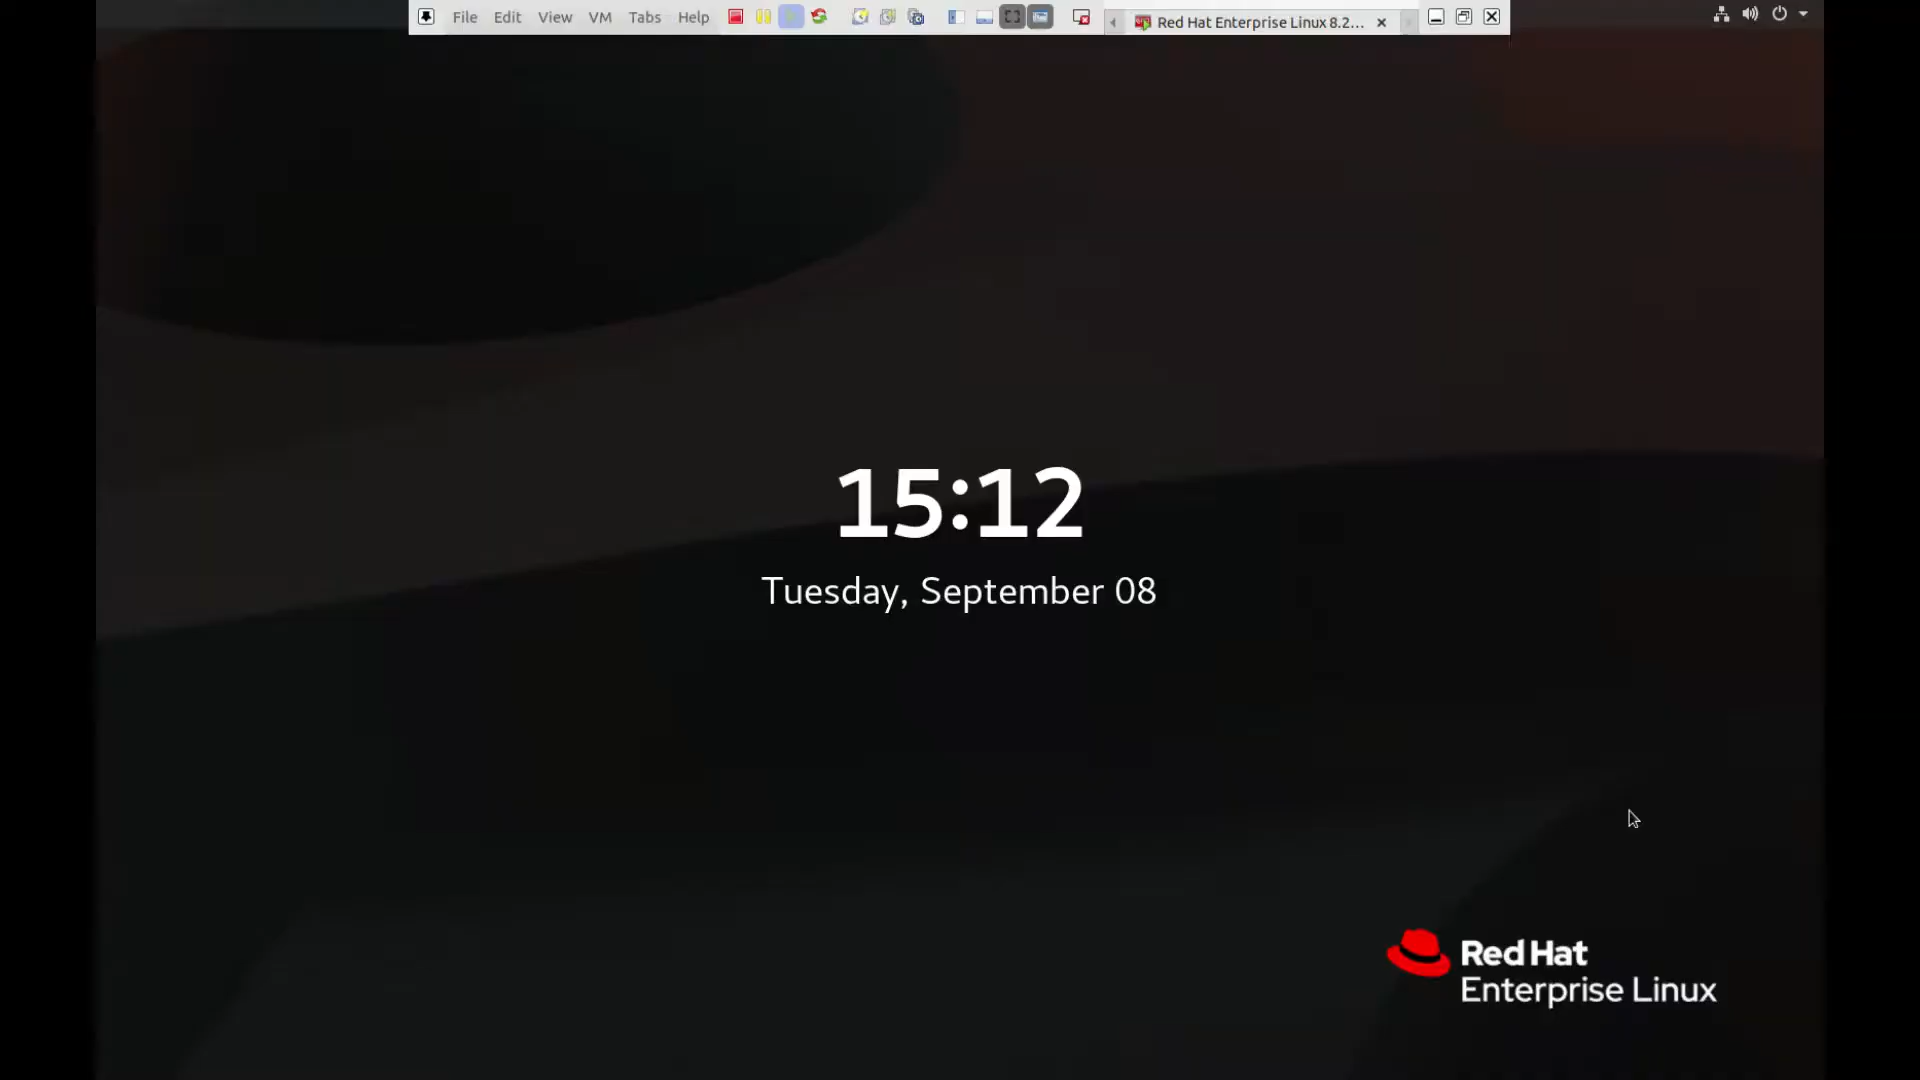 File Edit View VM Tabs Help
Red Hat Enterprise Linux 8.2...
15:12
Tuesday, September 08
Red Hat
Enterprise Linux